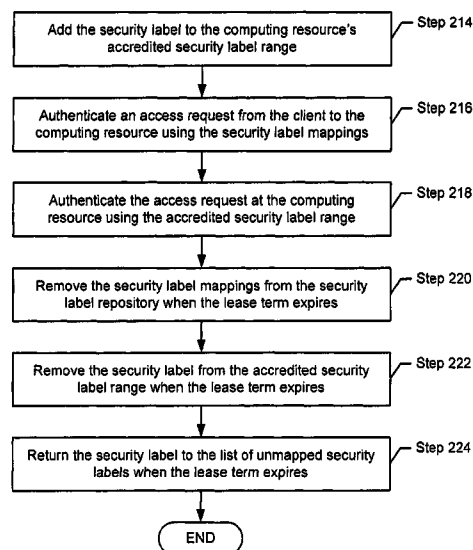 Step 214
Add the security label to the computing resource's
accredited security label range
Step 216
Authenticate an access request from the client to the
computing resource using the security label mappings
Step 218
Authenticate the access request at the computing
resource using the accredited security label range
Step 220
Remove the security label mappings from the security
label repository when the lease term expires
Step 222
Remove the security label from the accredited security
label range when the lease term expires
Step 224
Return the security label to the list of unmapped security
labels when the lease term expires
END